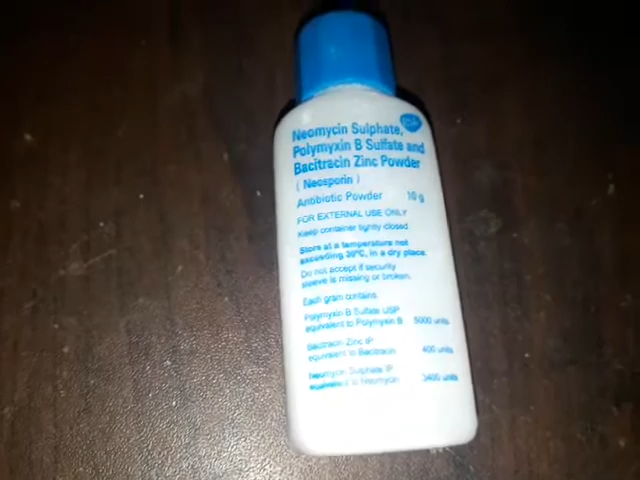 Neomycin Sulphate,
Polymyxin B Sulfate and
Bacitracin Zinc Powder
( Neosporin )
Antibiotic Powder 10 g
FOR EXTERNAL USE ONLY
Keep container tightly closed
Store at a temperature not
exceeding 30°C, in a dry place.
Do not accept if security
sleeve is missing or broken.
Each gram contains:
Polymyxin B Sulfate USP
equivalent to Polymyxin B 5000 units
Bacitracin Zinc IP
equivalent to Bacitracin 400 units
Neomycin Sulphate IP
equivalent to Neomycin 3400 units